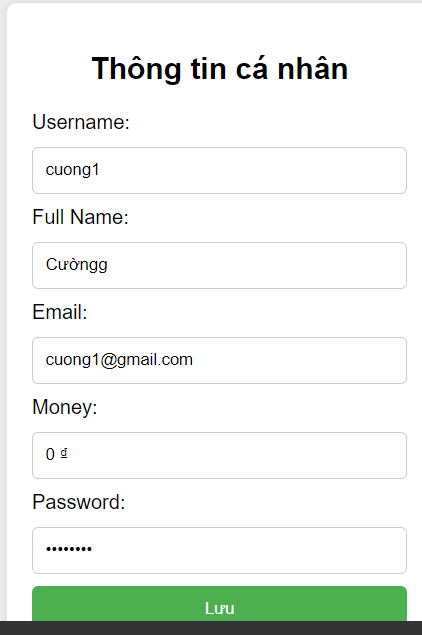 Thông tin cá nhân
Username:
cuong1
Full Name:
Cườngg
Email:
cuong1@gmail.com
Money:
0 ₫
Password:
••••••••
Lưu